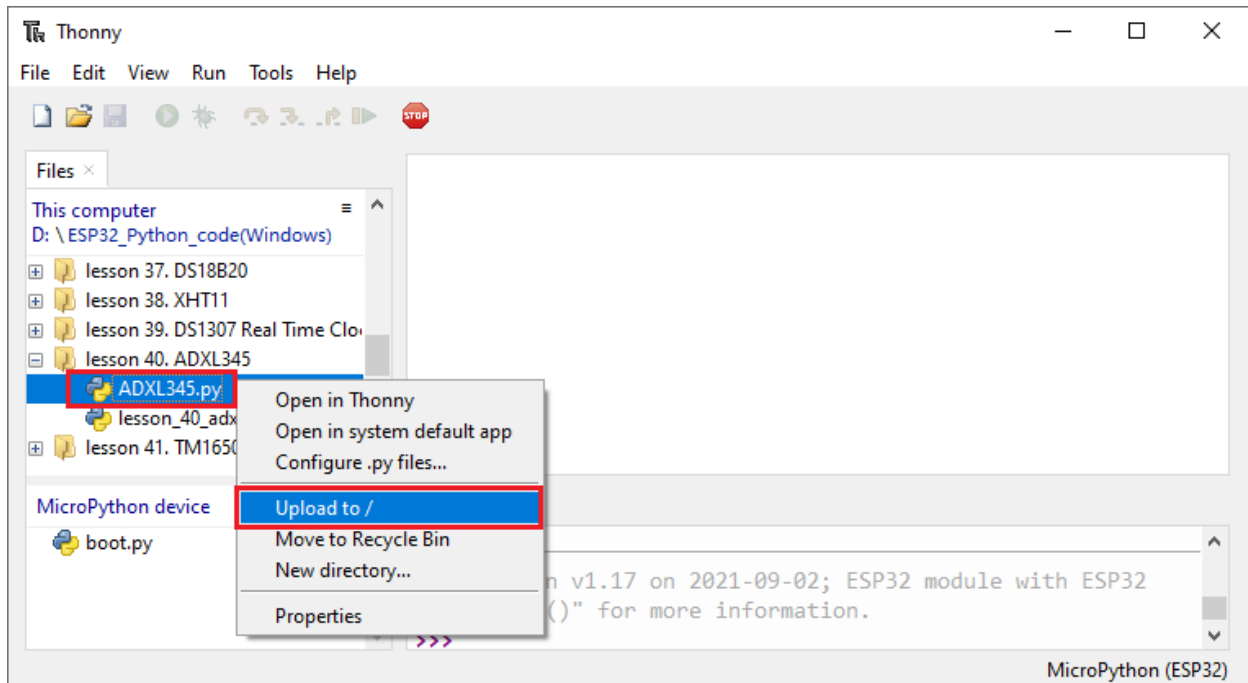 Thonny
File Edit View Run Tools Help
STOP
Files
This computer
D: \ ESP32_Python_code(Windows)
lesson 37. DS18B20
lesson 38. XHT11
lesson 39. DS1307 Real Time Clo
lesson 40. ADXL345
ADXL345.py
lesson_40_adx
lesson 41. TM1650
Open in Thonny
Open in system default app
Configure .py files...
Upload to /
Move to Recycle Bin
New directory...
Properties
MicroPython device
boot.py
n v1.17 on 2021-09-02; ESP32 module with ESP32
()" for more information.
>>>
MicroPython (ESP32)